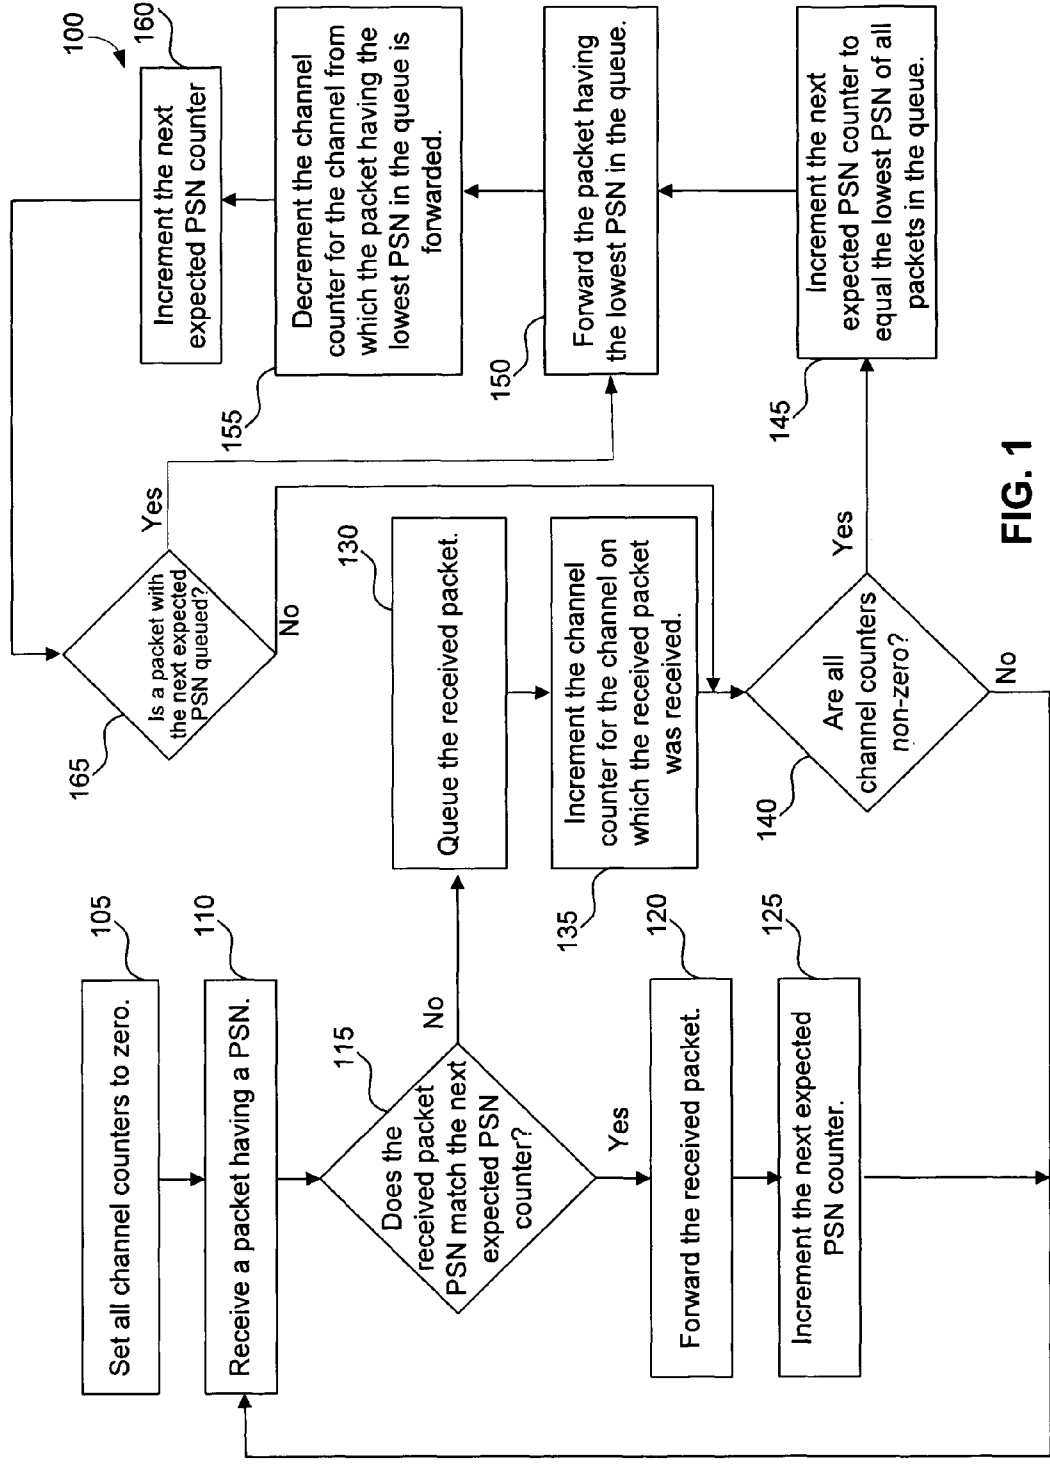 100
105
Set all channel counters to zero.
110
Receive a packet having a PSN.
115
Does the
received packet
PSN match the next
expected PSN
counter?
Yes
No
120
Forward the received packet.
125
Increment the next expected
PSN counter.
130
Queue the received packet.
135
Increment the channel
counter for the channel on
which the received packet
was received.
140
Are all
channel counters
non-zero?
Yes
No
145
Increment the next
expected PSN counter to
equal the lowest PSN of all
packets in the queue.
150
Forward the packet having
the lowest PSN in the queue.
155
Decrement the channel
counter for the channel from
which the packet having the
lowest PSN in the queue is
forwarded.
160
Increment the next
expected PSN counter
165
Is a packet with
the next expected
PSN queued?
Yes
No
FIG. 1